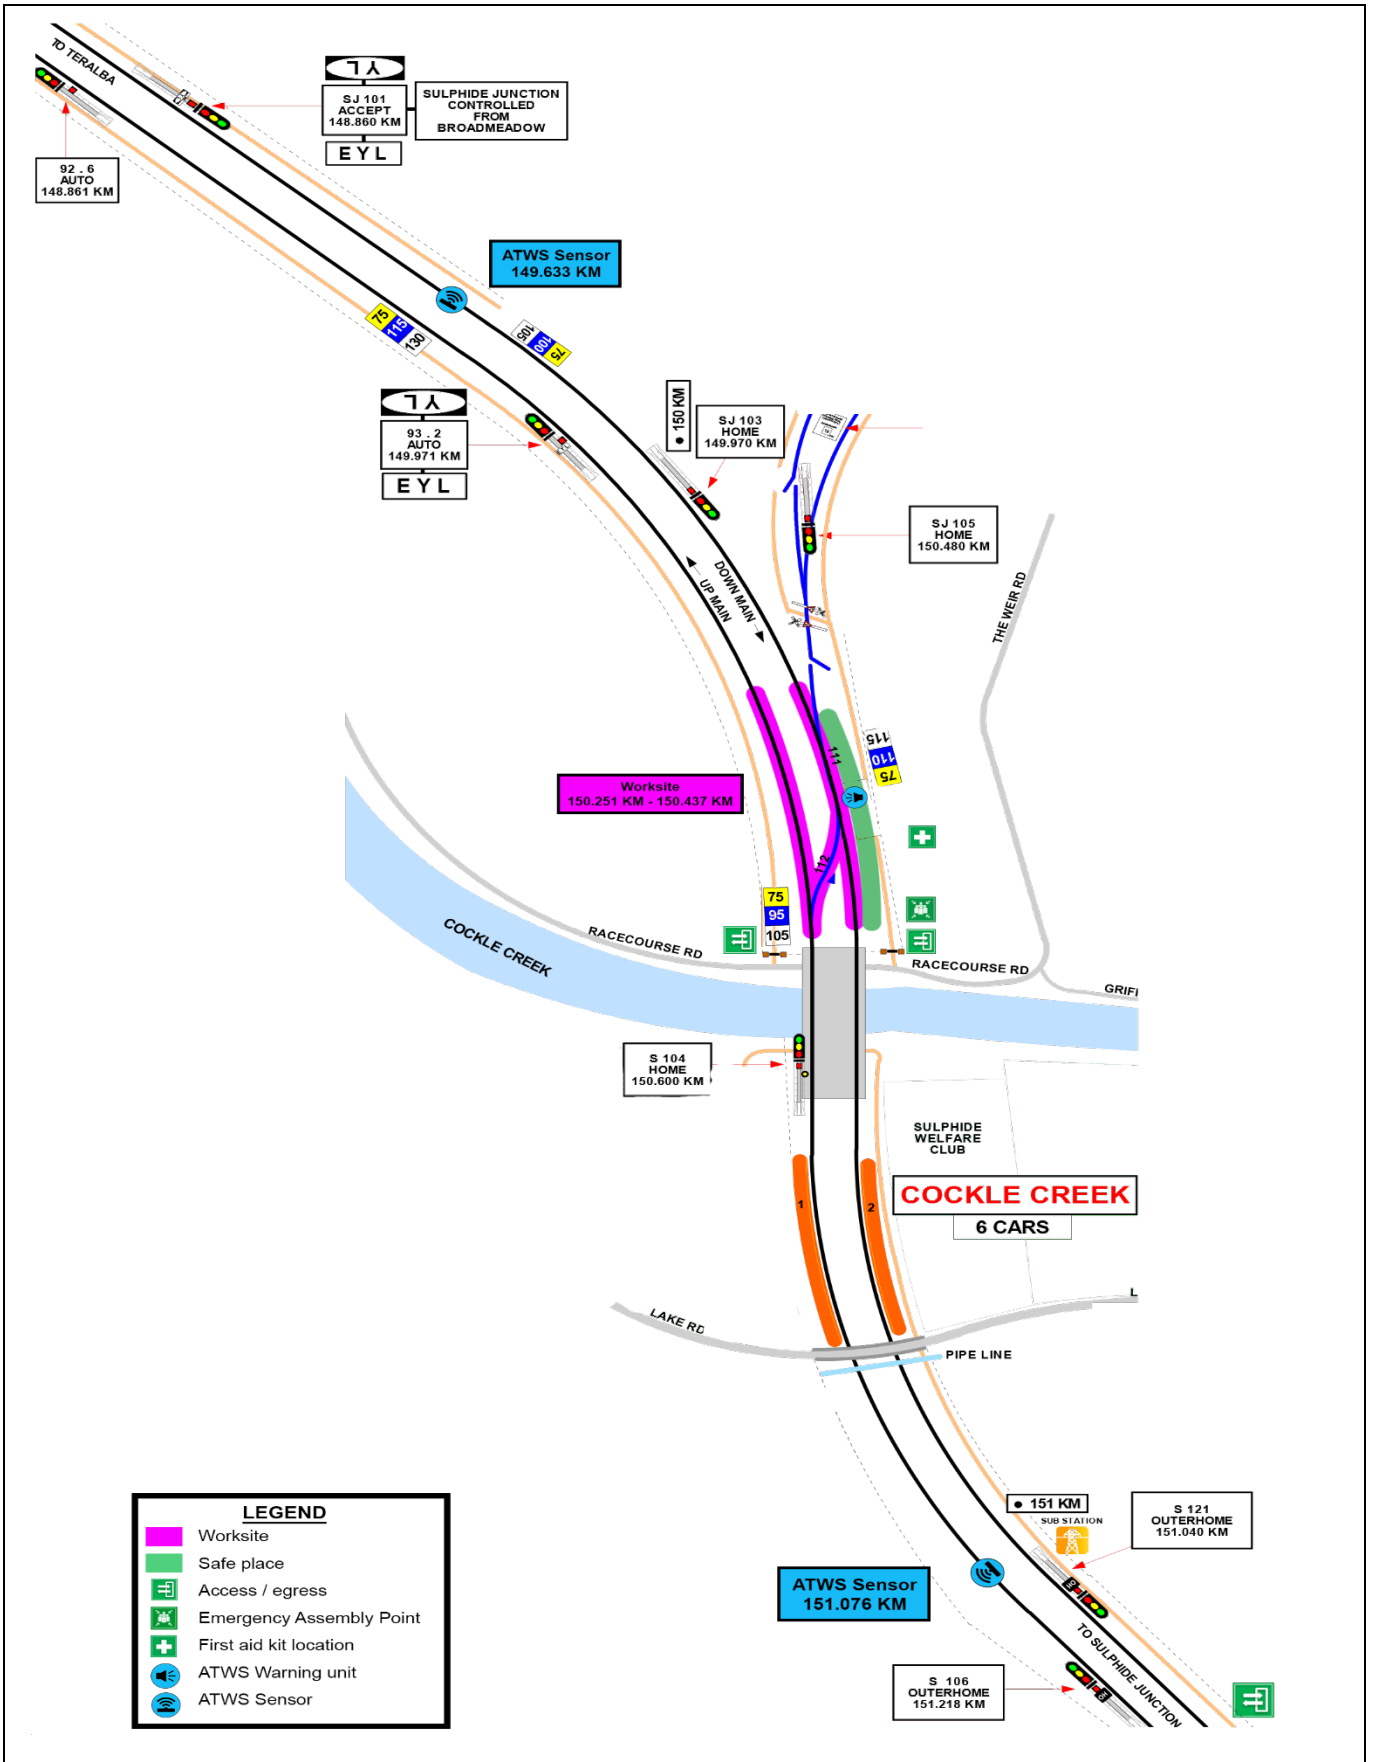 TO TERALBA
YL
SJ 101
ACCEPT
148.860 KM
EYL
SULPHIDE JUNCTION
CONTROLLED
FROM
BROADMEADOW
92 . 6
AUTO
148.861 KM
ATWS Sensor
149.633 KM
75
115
130
105
100
75
YL
93 . 2
AUTO
149.971 KM
EYL
150 KM
SJ 103
HOME
149.970 KM
SJ 105
HOME
150.480 KM
DOWN MAIN
UP MAIN
THE WEIR RD
115
110
75
111
Worksite
150.251 KM - 150.437 KM
112
75
95
105
RACECOURSE RD
COCKLE CREEK
RACECOURSE RD
GRIFI
S 104
HOME
150.600 KM
SULPHIDE
WELFARE
CLUB
1
2
COCKLE CREEK
6 CARS
LAKE RD
L
PIPE LINE
151 KM
SUB STATION
S 121
OUTERHOME
151.040 KM
ATWS Sensor
151.076 KM
TO SULPHIDE JUNCTION
S 106
OUTERHOME
151.218 KM
LEGEND
Worksite
Safe place
Access / egress
Emergency Assembly Point
First aid kit location
ATWS Warning unit
ATWS Sensor